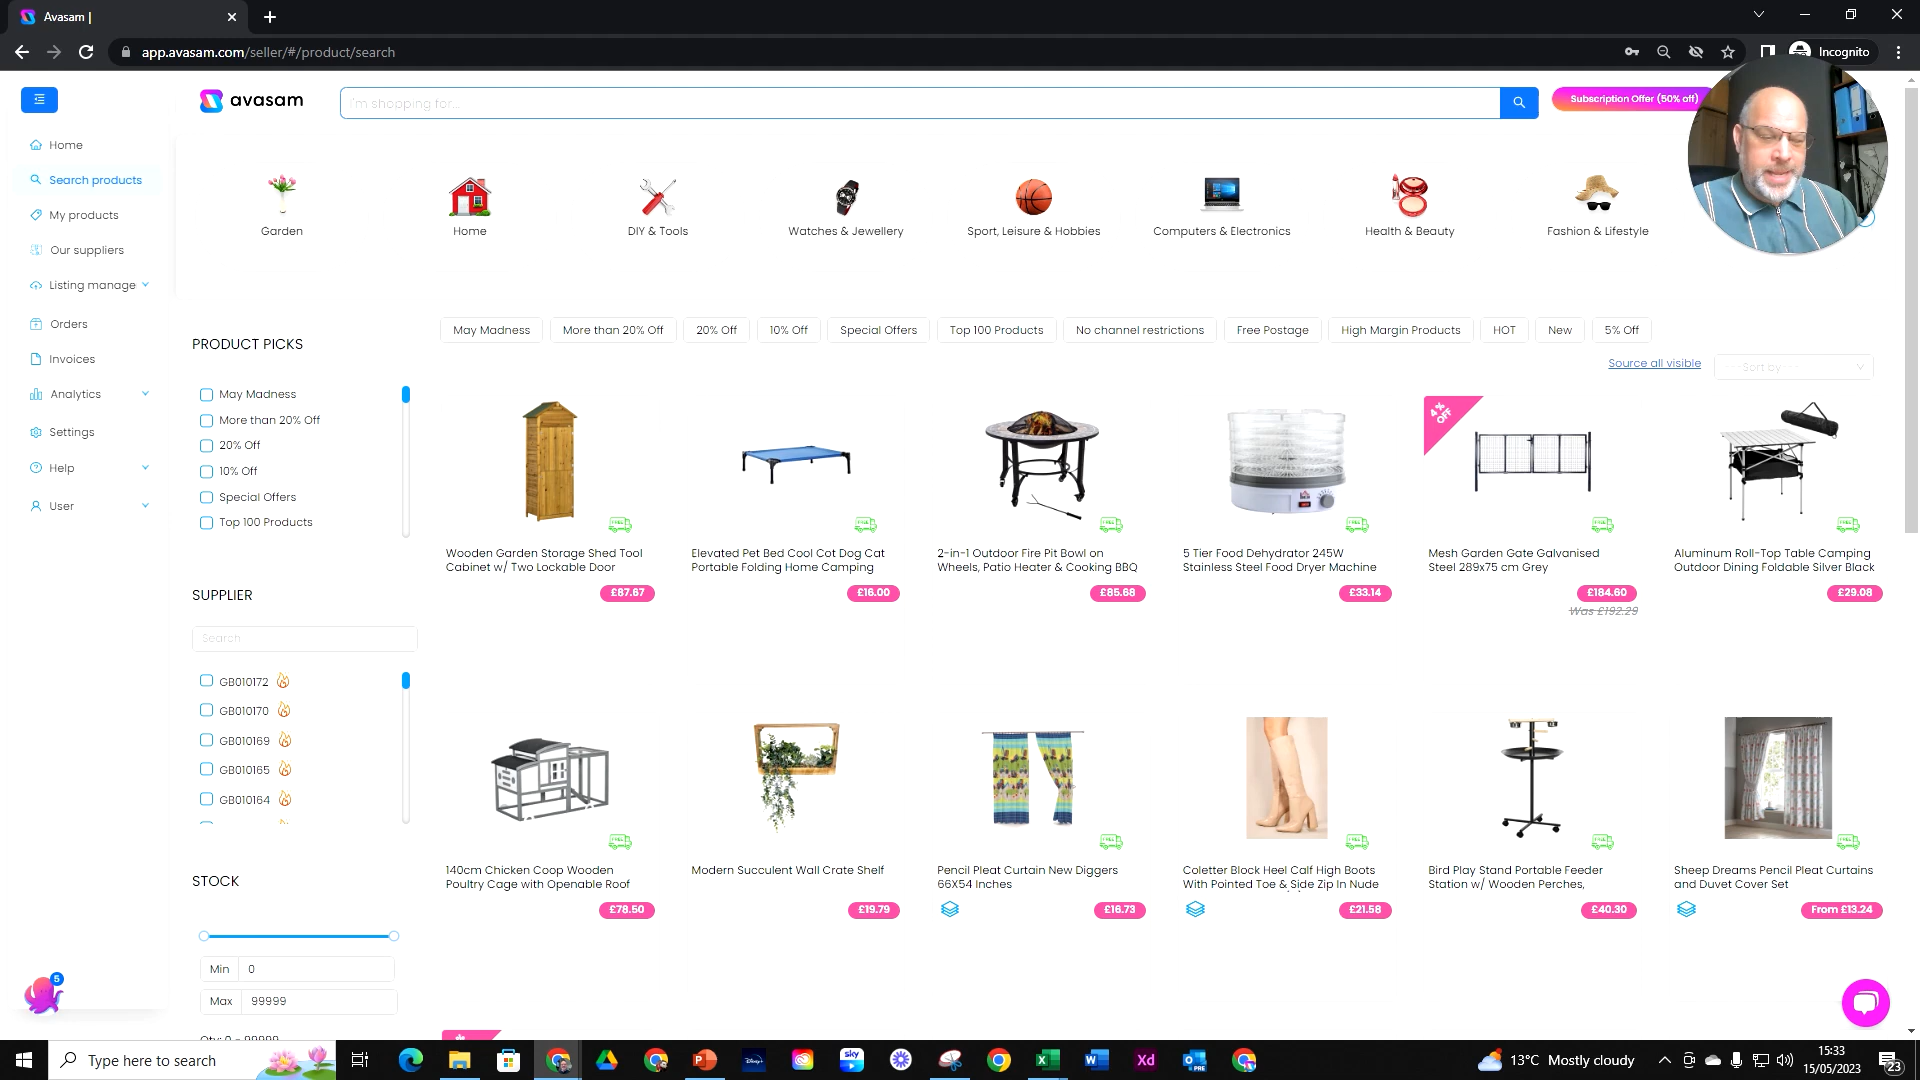 Avasam |
app.avasam.com/seller/#/product/search
Incognito
avasam
I'm shopping for...
Subscription Offer (50% off)
Home
Search products
My products
Our suppliers
Listing manage
Orders
Invoices
Analytics
Settings
Help
User
Garden
Home
DIY & Tools
Watches & Jewellery
Sport, Leisure & Hobbies
Computers & Electronics
Health & Beauty
Fashion & Lifestyle
May Madness
More than 20% Off
20% Off
10% Off
Special Offers
Top 100 Products
No channel restrictions
Free Postage
High Margin Products
HOT
New
5% Off
Source all visible
Sort by
PRODUCT PICKS
May Madness
More than 20% Off
20% Off
10% Off
Special Offers
Top 100 Products
SUPPLIER
Search
GB010172
GB010170
GB010169
GB010165
GB010164
STOCK
Min 0
Max 99999
Qty: 0 - 99999
Wooden Garden Storage Shed Tool
Cabinet w/ Two Lockable Door
£87.67
Elevated Pet Bed Cool Cot Dog Cat
Portable Folding Home Camping
£16.00
2-in-1 Outdoor Fire Pit Bowl on
Wheels, Patio Heater & Cooking BBQ
£85.68
5 Tier Food Dehydrator 245W
Stainless Steel Food Dryer Machine
£33.14
4%
OFF
Mesh Garden Gate Galvanised
Steel 289x75 cm Grey
£184.60
Was £192.29
Aluminum Roll-Top Table Camping
Outdoor Dining Foldable Silver Black
£29.08
140cm Chicken Coop Wooden
Poultry Cage with Openable Roof
£78.50
Modern Succulent Wall Crate Shelf
£19.79
Pencil Pleat Curtain New Diggers
66X54 Inches
£16.73
Coletter Block Heel Calf High Boots
With Pointed Toe & Side Zip In Nude
£21.58
Bird Play Stand Portable Feeder
Station w/ Wooden Perches,
£40.30
Sheep Dreams Pencil Pleat Curtains
and Duvet Cover Set
From £13.24
5
Type here to search
13°C Mostly cloudy
15:33
15/05/2023
23